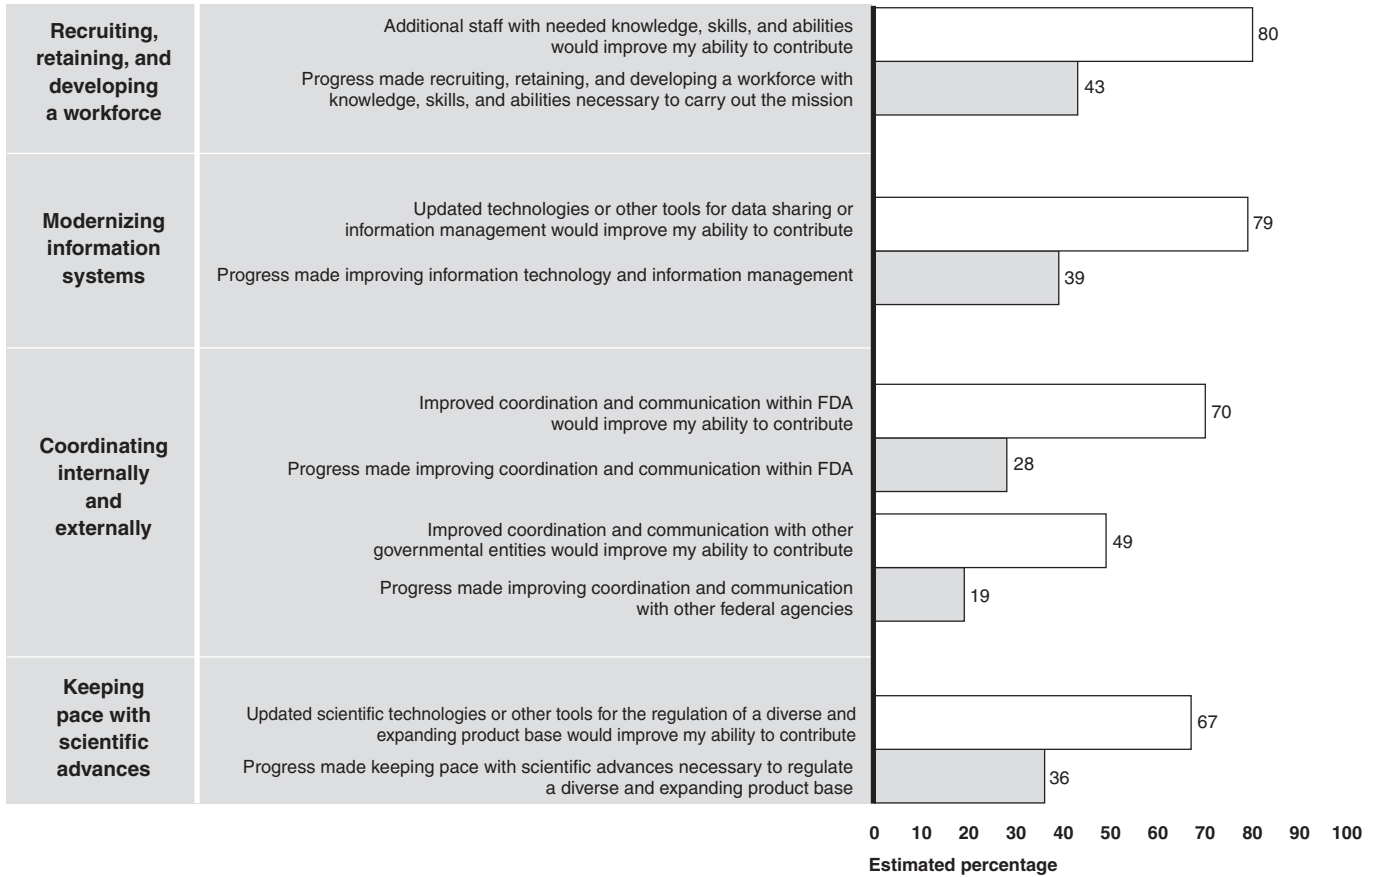 Recruiting,
retaining, and
developing
a workforce
Additional staff with needed knowledge, skills, and abilities
would improve my ability to contribute
80
Progress made recruiting, retaining, and developing a workforce with
knowledge, skills, and abilities necessary to carry out the mission
43
Modernizing
information
systems
Updated technologies or other tools for data sharing or
information management would improve my ability to contribute
79
Progress made improving information technology and information management
39
Coordinating
internally
and
externally
Improved coordination and communication within FDA
would improve my ability to contribute
70
Progress made improving coordination and communication within FDA
28
Improved coordination and communication with other
governmental entities would improve my ability to contribute
49
Progress made improving coordination and communication
with other federal agencies
19
Keeping
pace with
scientific
advances
Updated scientific technologies or other tools for the regulation of a diverse and
expanding product base would improve my ability to contribute
67
Progress made keeping pace with scientific advances necessary to regulate
a diverse and expanding product base
36
0 10 20 30 40 50 60 70 80 90 100
Estimated percentage